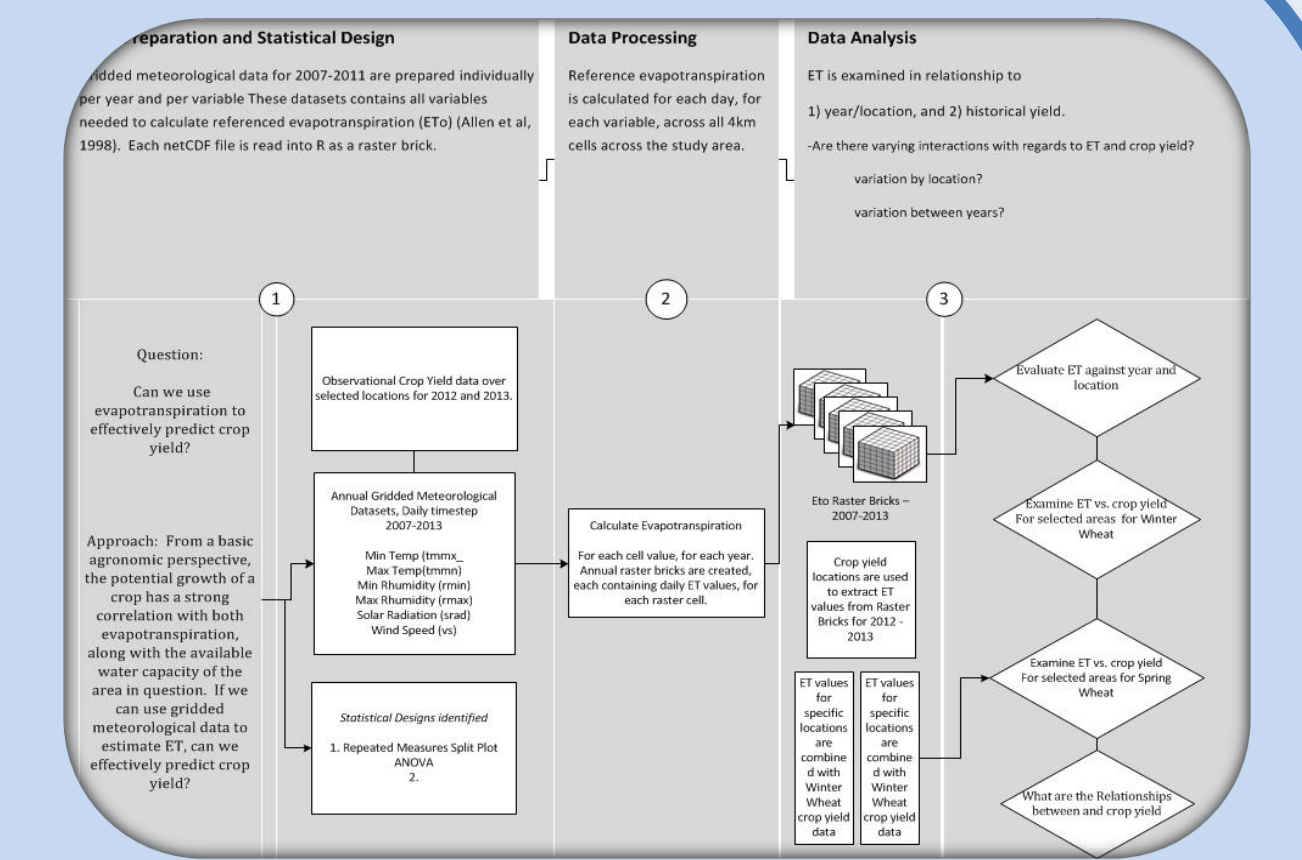 reparation and Statistical Design
ridded meteorological data for 2007-2011 are prepared individually
per year and per variable These datasets contains all variables
needed to calculate referenced evapotranspiration (ETo) (Allen et al,
1998). Each netCDF file is read into R as a raster brick.
Data Processing
Reference evapotranspiration
is calculated for each day, for
each variable, across all 4km
cells across the study area.
Data Analysis
ET is examined in relationship to
1) year/location, and 2) historical yield.
-Are there varying interactions with regards to ET and crop yield?
variation by location?
variation between years?
1
2
3
Question:
Can we use
evapotranspiration to
effectively predict crop
yield?
Approach: From a basic
agronomic perspective,
the potential growth of a
crop has a strong
correlation with both
evapotranspiration,
along with the available
water capacity of the
area in question. If we
can use gridded
meteorological data to
estimate ET, can we
effectively predict crop
yield?
Observational Crop Yield data over
selected locations for 2012 and 2013.
Annual Gridded Meteorological
Datasets, Daily timestep
2007-2013
Min Temp (tmmx_
Max Temp(tmmn)
Min Rhumidity (rmin)
Max Rhumidity (rmax)
Solar Radiation (srad)
Wind Speed (vs)
Statistical Designs identified
1. Repeated Measures Split Plot
ANOVA
2.
Calculate Evapotranspiration
For each cell value, for each year.
Annual raster bricks are created,
each containing daily ET values, for
each raster cell.
Eto Raster Bricks –
2007-2013
Crop yield
locations are used
to extract ET
values from Raster
Bricks for 2012 -
2013
ET values
for
specific
locations
are
combine
d with
Winter
Wheat
crop yield
data
ET values
for
specific
locations
are
combine
d with
Winter
Wheat
crop yield
data
Evaluate ET against year and
location
Examine ET vs. crop yield
For selected areas for Winter
Wheat
Examine ET vs. crop yield
For selected areas for Spring
Wheat
What are the Relationships
between and crop yield